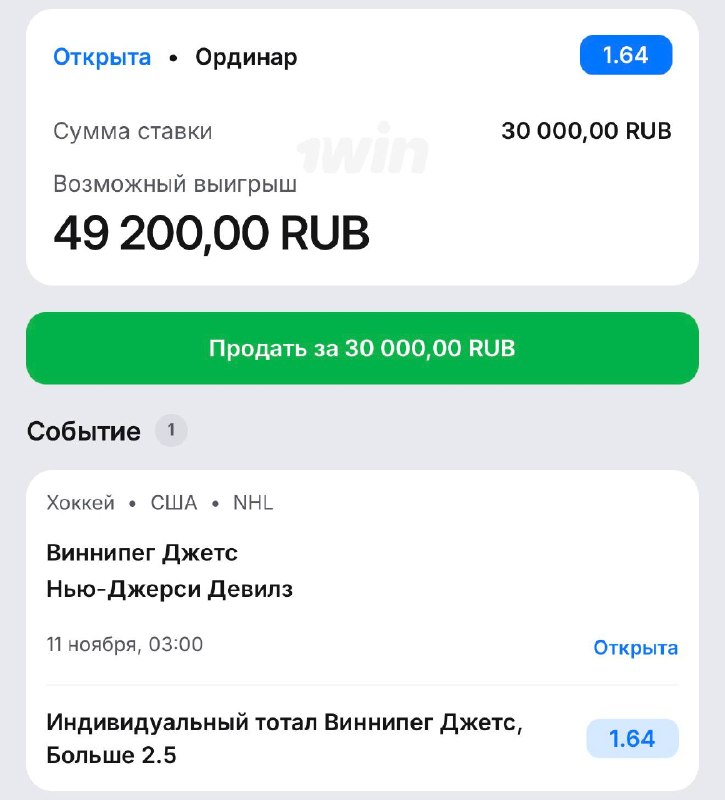 Открыта • Ординар 1.64
Сумма ставки 30 000,00 RUB
1win
Возможный выигрыш
49 200,00 RUB
Продать за 30 000,00 RUB
Событие 1
Хоккей • США • NHL
Виннипег Джетс
Нью-Джерси Девилз
11 ноября, 03:00 Открыта
Индивидуальный тотал Виннипег Джетс,
Больше 2.5 1.64